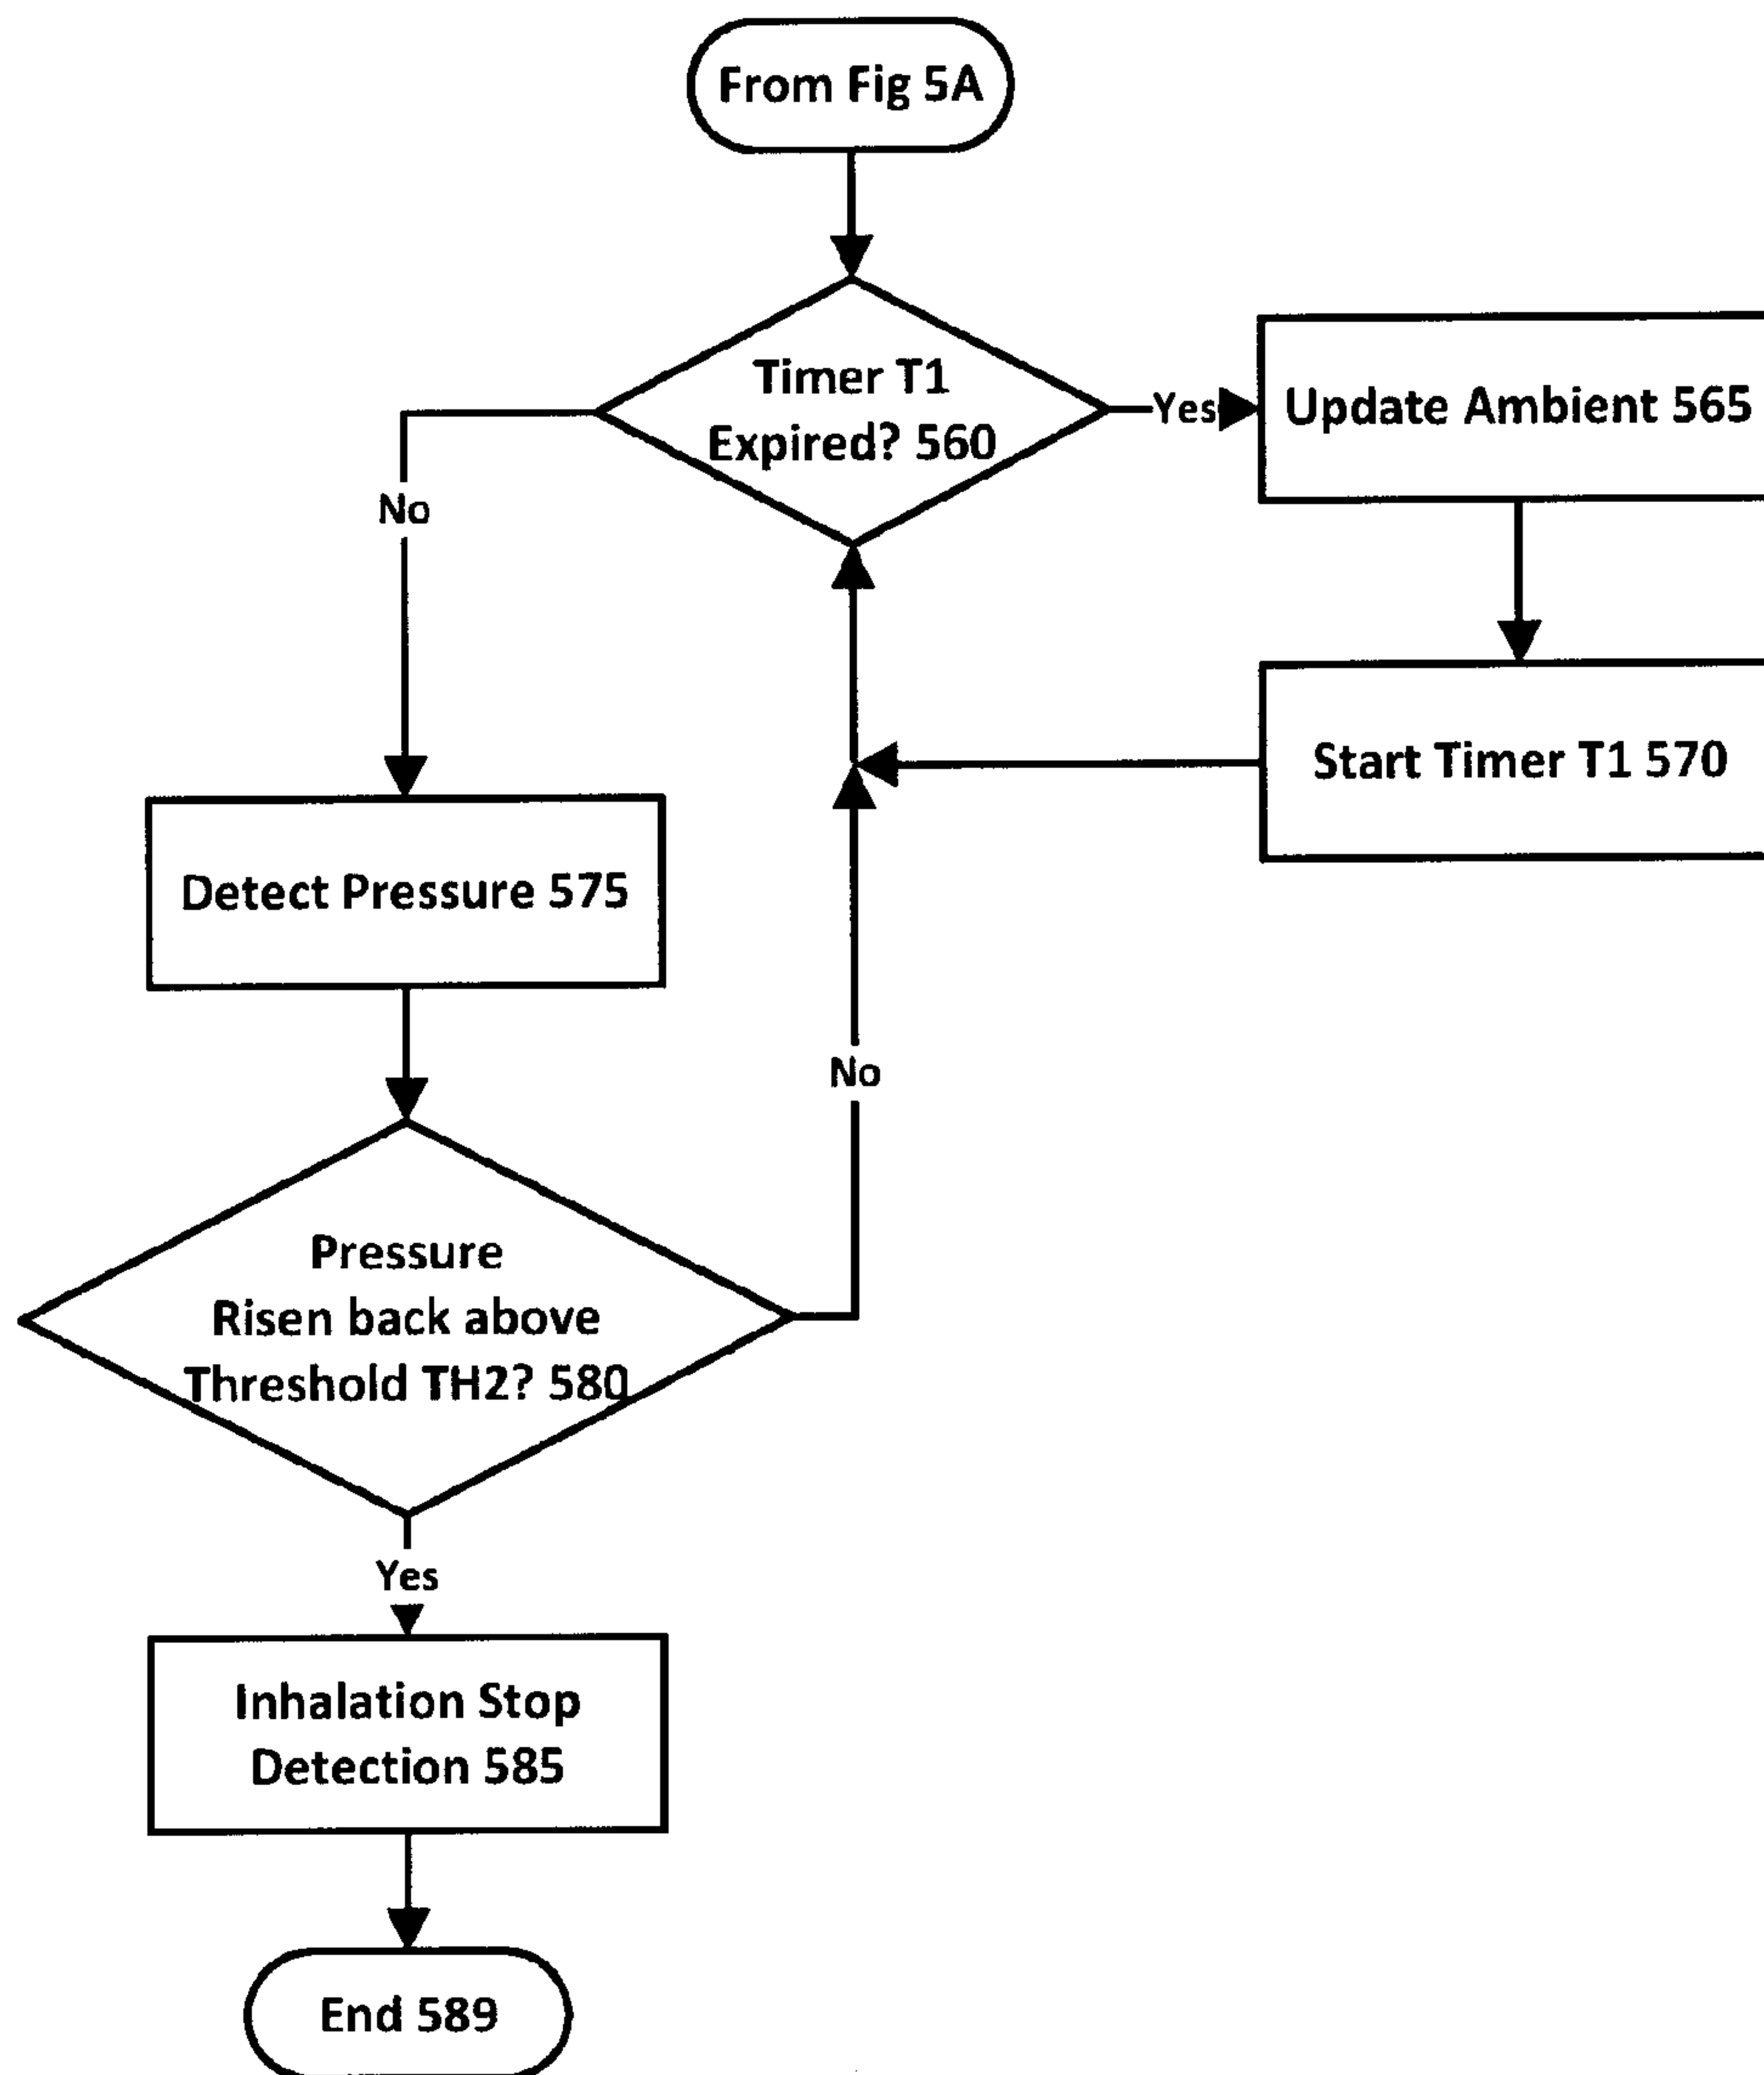 From Fig 5A
Timer T1
Expired? 560
Yes
Update Ambient 565
No
Start Timer T1 570
Detect Pressure 575
No
Pressure
Risen back above
Threshold TH2? 580
Yes
Inhalation Stop
Detection 585
End 589